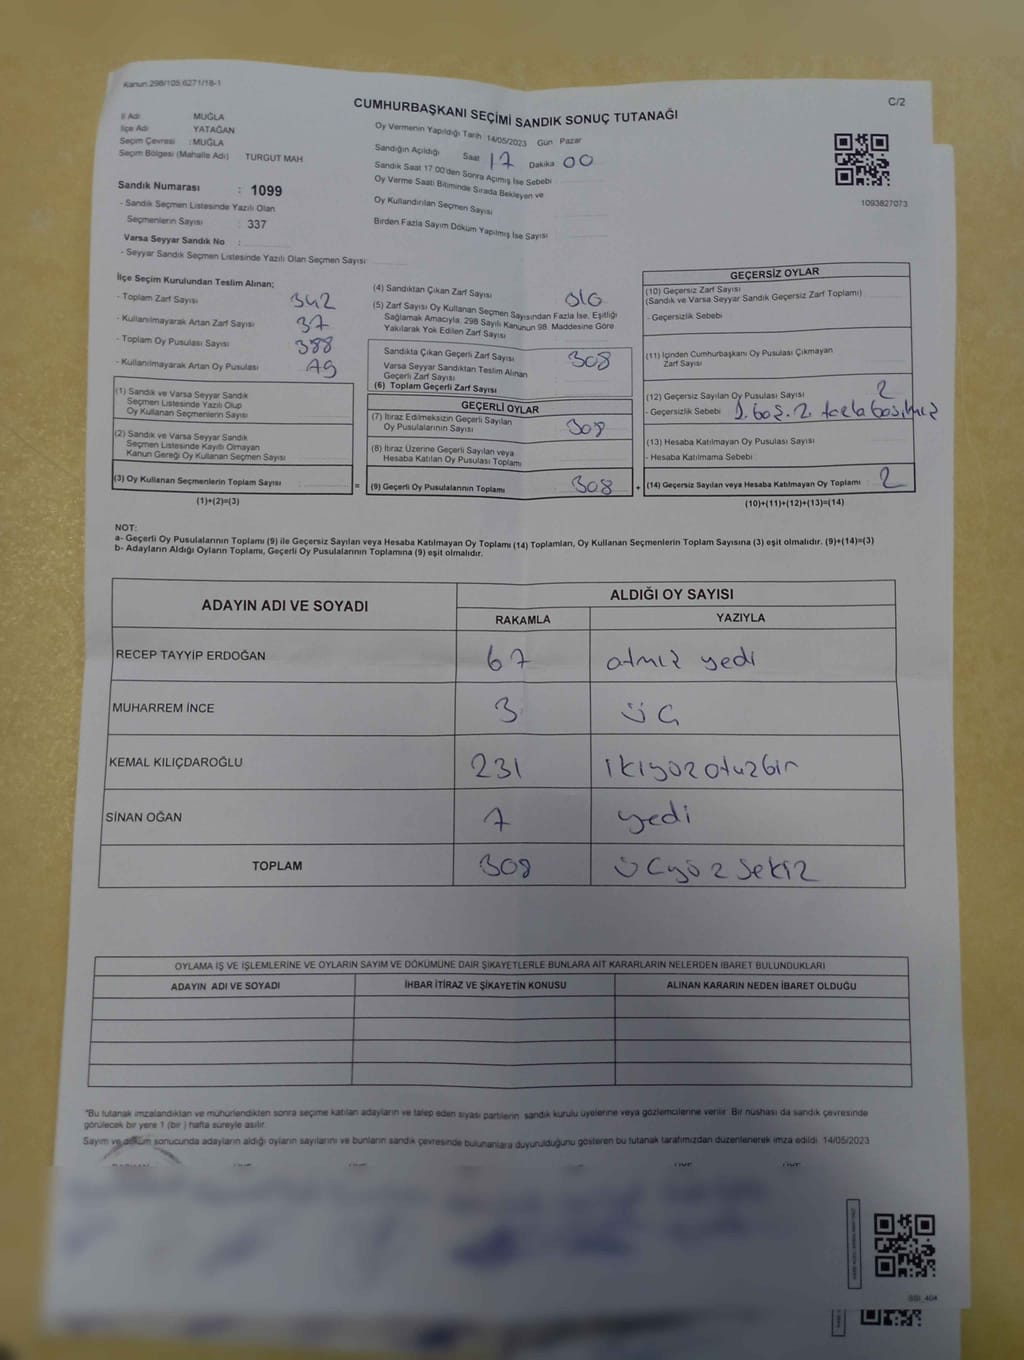 Kanun:298/105.6271/18-1
C/2
CUMHURBAŞKANI SEÇİMİ SANDIK SONUÇ TUTANAĞI
İl Adı MUĞLA
İlçe Adı YATAĞAN
Seçim Çevresi :MUĞLA
Seçim Bölgesi (Mahalle Adı) TURGUT MAH
Sandık Numarası : 1099
- Sandık Seçmen Listesinde Yazılı Olan
Seçmenlerin Sayısı : 337
Varsa Seyyar Sandık No :
- Seyyar Sandık Seçmen Listesinde Yazılı Olan Seçmen Sayısı:
Oy Vermenin Yapıldığı Tarih : 14/05/2023 Gün Pazar
Sandığın Açıldığı Saat 17 Dakika 00
Sandık Saat 17:00'den Sonra Açılmış İse Sebebi
Oy Verme Saati Bitiminde Sırada Bekleyen ve
Oy Kullandırılan Seçmen Sayısı
Birden Fazla Sayım Döküm Yapılmış İse Sayısı
1093827073
İlçe Seçim Kurulundan Teslim Alınan;
- Toplam Zarf Sayısı 342
- Kullanılmayarak Artan Zarf Sayısı 37
- Toplam Oy Pusulası Sayısı 388
- Kullanılmayarak Artan Oy Pusulası
(1) Sandık ve Varsa Seyyar Sandık
Seçmen Listesinde Yazılı Olup
Oy Kullanan Seçmenlerin Sayısı
(2) Sandık ve Varsa Seyyar Sandık
Seçmen Listesinde Kayıtlı Olmayan
Kanun Gereği Oy Kullanan Seçmen Sayısı
(3) Oy Kullanan Seçmenlerin Toplam Sayısı :
(1)+(2)=(3)
=
(4) Sandıktan Çıkan Zarf Sayısı
(5) Zarf Sayısı Oy Kullanan Seçmen Sayısından Fazla İse, Eşitliği
Sağlamak Amacıyla; 298 Sayılı Kanunun 98. Maddesine Göre
Yakılarak Yok Edilen Zarf Sayısı
Sandıkta Çıkan Geçerli Zarf Sayısı 308
Varsa Seyyar Sandıktan Teslim Alınan
Geçerli Zarf Sayısı
(6) Toplam Geçerli Zarf Sayısı
GEÇERLİ OYLAR
(7) İtiraz Edilmeksizin Geçerli Sayılan
Oy Pusulalarının Sayısı 308
(8) İtiraz Üzerine Geçerli Sayılan veya
Hesaba Katılan Oy Pusulası Toplamı
(9) Geçerli Oy Pusulalarının Toplamı 308
+
GEÇERSİZ OYLAR
(10) Geçersiz Zarf Sayısı
(Sandık ve Varsa Seyyar Sandık Geçersiz Zarf Toplamı)
- Geçersizlik Sebebi
(11) İçinden Cumhurbaşkanı Oy Pusulası Çıkmayan
Zarf Sayısı
(12) Geçersiz Sayılan Oy Pusulası Sayısı 2
- Geçersizlik Sebebi 1. boş. 2. fazla
(13) Hesaba Katılmayan Oy Pusulası Sayısı
- Hesaba Katılmama Sebebi
(14) Geçersiz Sayılan veya Hesaba Katılmayan Oy Toplamı : 2
(10)+(11)+(12)+(13)=(14)
NOT:
a- Geçerli Oy Pusulalarının Toplamı (9) ile Geçersiz Sayılan veya Hesaba Katılmayan Oy Toplamı (14) Toplamları, Oy Kullanan Seçmenlerin Toplam Sayısına (3) eşit olmalıdır. (9)+(14)=(3)
b- Adayların Aldığı Oyların Toplamı, Geçerli Oy Pusulalarının Toplamına (9) eşit olmalıdır.
ADAYIN ADI VE SOYADI ALDIĞI OY SAYISI
RAKAMLA YAZIYLA
RECEP TAYYİP ERDOĞAN 67 atmız yedi
MUHARREM İNCE 3 üç
KEMAL KILIÇDAROĞLU 231 ikiyüzotuzbir
SİNAN OĞAN 7 yedi
TOPLAM 308 üçyüzsekiz
OYLAMA İŞ VE İŞLEMLERİNE VE OYLARIN SAYIM VE DÖKÜMÜNE DAİR ŞİKAYETLERLE BUNLARA AİT KARARLARIN NELERDEN İBARET BULUNDUKLARI
ADAYIN ADI VE SOYADI İHBAR İTİRAZ VE ŞİKAYETİN KONUSU ALINAN KARARIN NEDEN İBARET OLDUĞU
"Bu tutanak imzalandıktan ve mühürlendikten sonra seçime katılan adayların ve talep eden siyasi partilerin sandık kurulu üyelerine veya gözlemcilerine verilir. Bir nüshası da sandık çevresinde
görülecek bir yere 1 (bir ) hafta süreyle asılır.
Sayım ve döküm sonucunda adayların aldığı oyların sayılarını ve bunların sandık çevresinde bulunanlara duyurulduğunu gösteren bu tutanak tarafımızdan düzenlenerek imza edildi. 14/05/2023
SSI_404